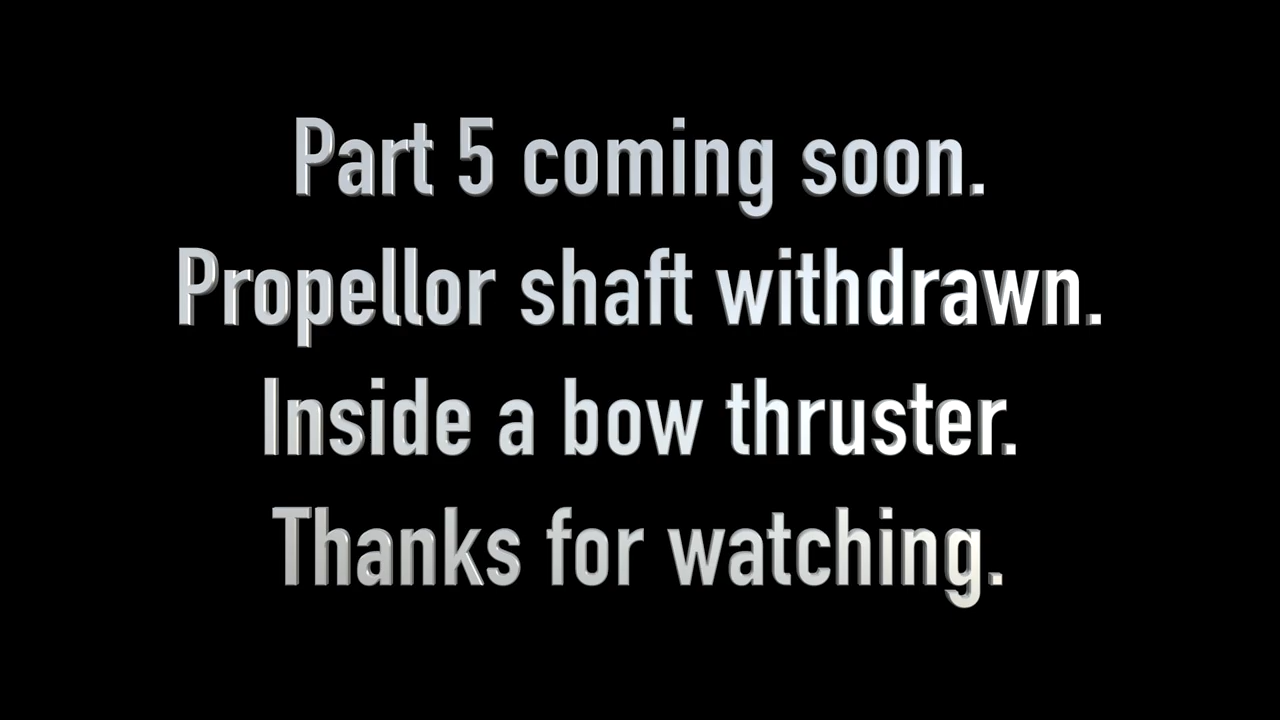 Part 5 coming soon.
Propellor shaft withdrawn.
Inside a bow thruster.
Thanks for watching.